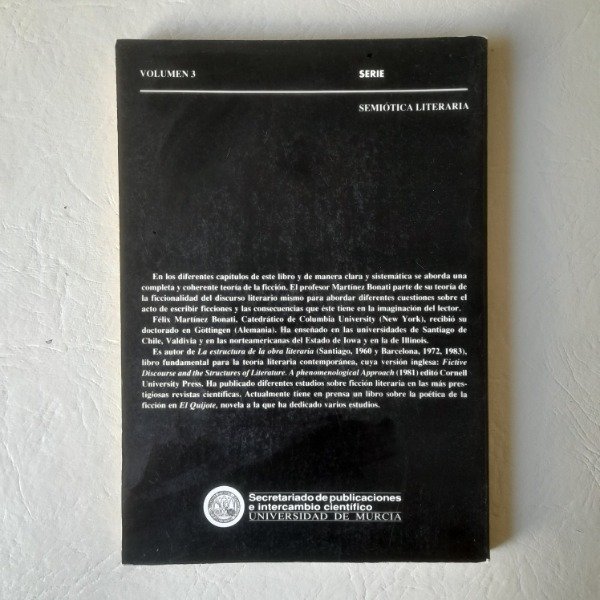 VOLUMEN 3 SERIE
SEMIÓTICA LITERARIA
En los diferentes capítulos de este libro y de manera clara y sistemática se aborda una
completa y coherente teoría de la ficción. El profesor Martínez Bonati parte de su teoría de
la ficcionalidad del discurso literario mismo para abordar diferentes cuestiones sobre el
acto de escribir ficciones y las consecuencias que éste tiene en la imaginación del lector.
Félix Martínez Bonati, Catedrático de Columbia University (New York), recibió su
doctorado en Göttingen (Alemania). Ha enseñado en las universidades de Santiago de
Chile, Valdivia y en las norteamericanas del Estado de Iowa y en la de Illinois.
Es autor de La estructura de la obra literaria (Santiago, 1960 y Barcelona, 1972, 1983),
libro fundamental para la teoría literaria contemporánea, cuya versión inglesa: Fictive
Discourse and the Structures of Literature. A phenomenological Approach (1981) editó Cornell
University Press. Ha publicado diferentes estudios sobre ficción literaria en las más pres-
tigiosas revistas científicas. Actualmente tiene en prensa un libro sobre la poética de la
ficción en El Quijote, novela a la que ha dedicado varios estudios.
Secretariado de publicaciones
e intercambio científico
UNIVERSIDAD DE MURCIA